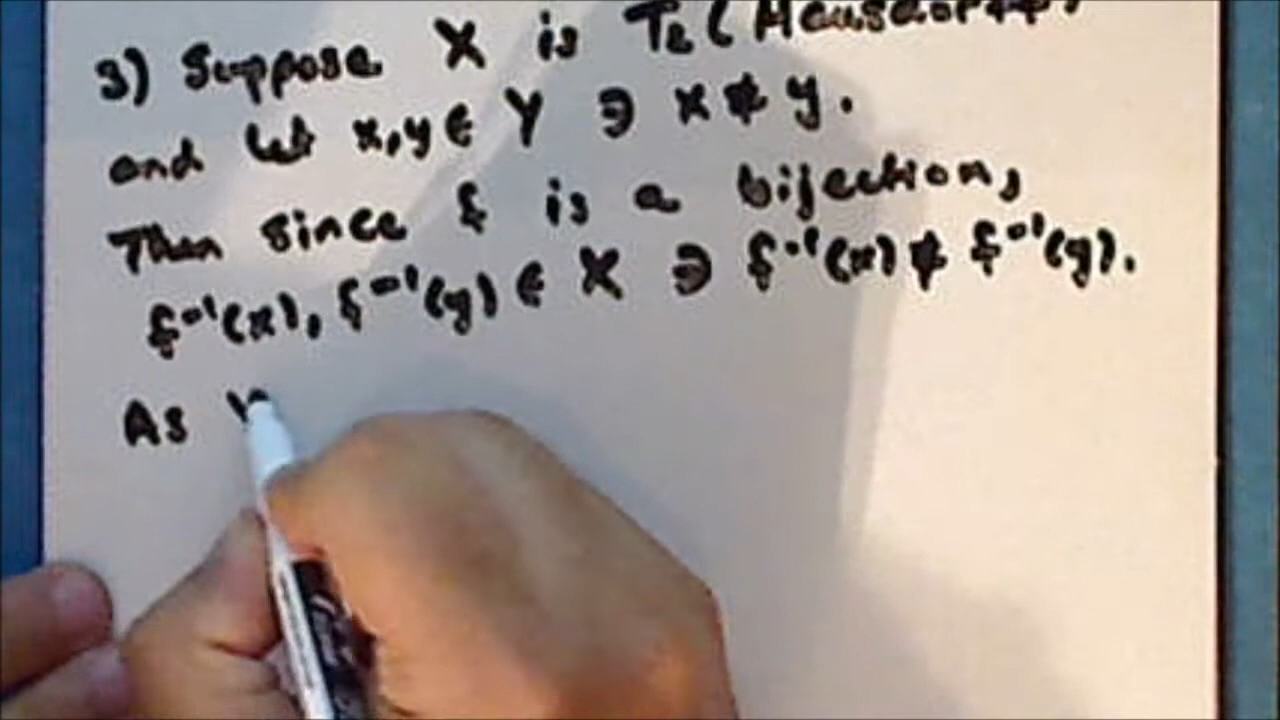 3) Suppose X is T₂ (Hausdorff)
and let x,y ∈ Y ∋ x ≠ y.
Then since f is a bijection,
f⁻¹(x), f⁻¹(y) ∈ X ∋ f⁻¹(x) ≠ f⁻¹(y).
As